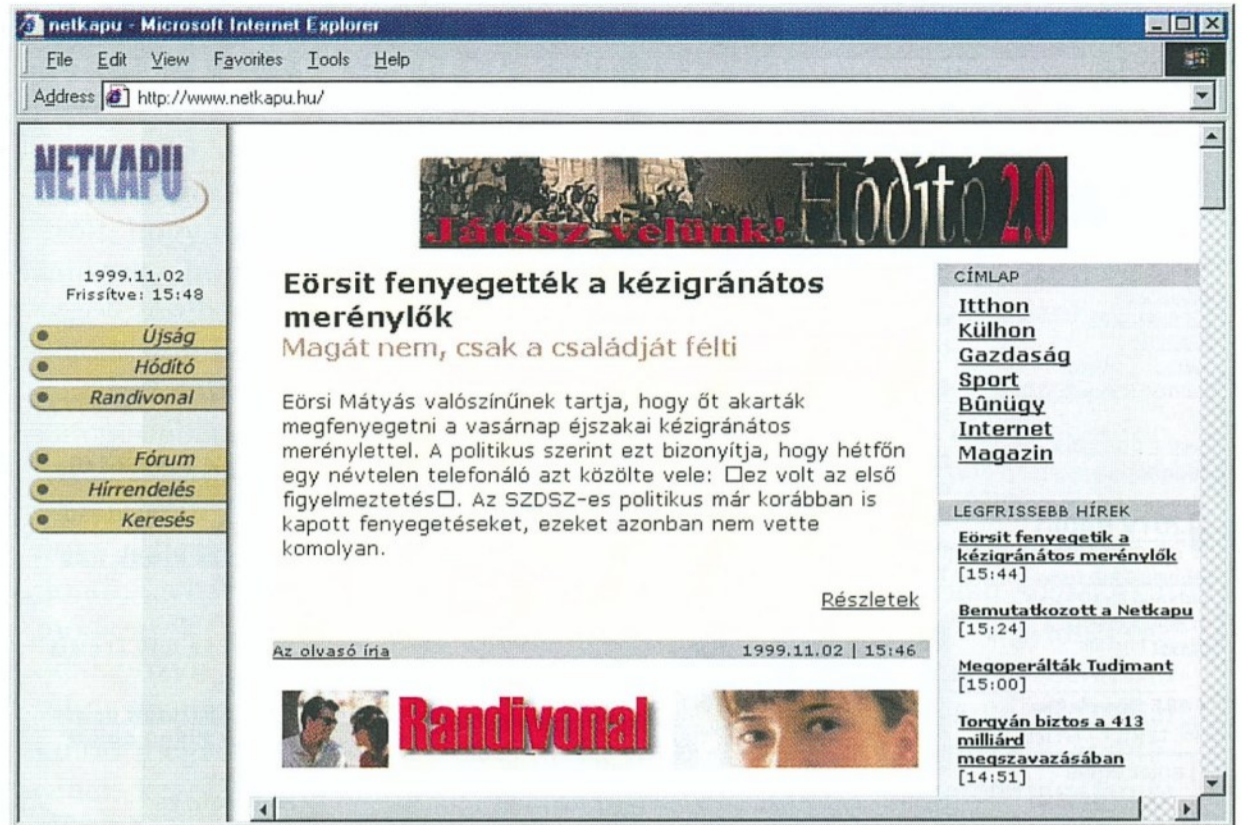 netkapu - Microsoft Internet Explorer
File Edit View Favorites Tools Help
Address http://www.netkapu.hu/
NETKAPU
1999.11.02
Frissítve: 15:48
Újság
Hódító
Randivonal
Fórum
Hírrendelés
Keresés
Játssz velünk! Hódító 2.0
Eörsit fenyegették a kézigránátos
merénylők
Magát nem, csak a családját félti
Eörsi Mátyás valószínűnek tartja, hogy őt akarták
megfenyegetni a vasárnap éjszakai kézigránátos
merénylettel. A politikus szerint ezt bizonyítja, hogy hétfőn
egy névtelen telefonáló azt közölte vele: □ez volt az első
figyelmeztetés□. Az SZDSZ-es politikus már korábban is
kapott fenyegetéseket, ezeket azonban nem vette
komolyan.
Részletek
Az olvasó írja 1999.11.02 | 15:46
Randivonal
CÍMLAP
Itthon
Külhon
Gazdaság
Sport
Bûnügy
Internet
Magazin
LEGFRISSEBB HÍREK
Eörsit fenyegetik a
kézigránátos merénylők
[15:44]
Bemutatkozott a Netkapu
[15:24]
Megoperálták Tudjmant
[15:00]
Torgyán biztos a 413
milliárd
megszavazásában
[14:51]